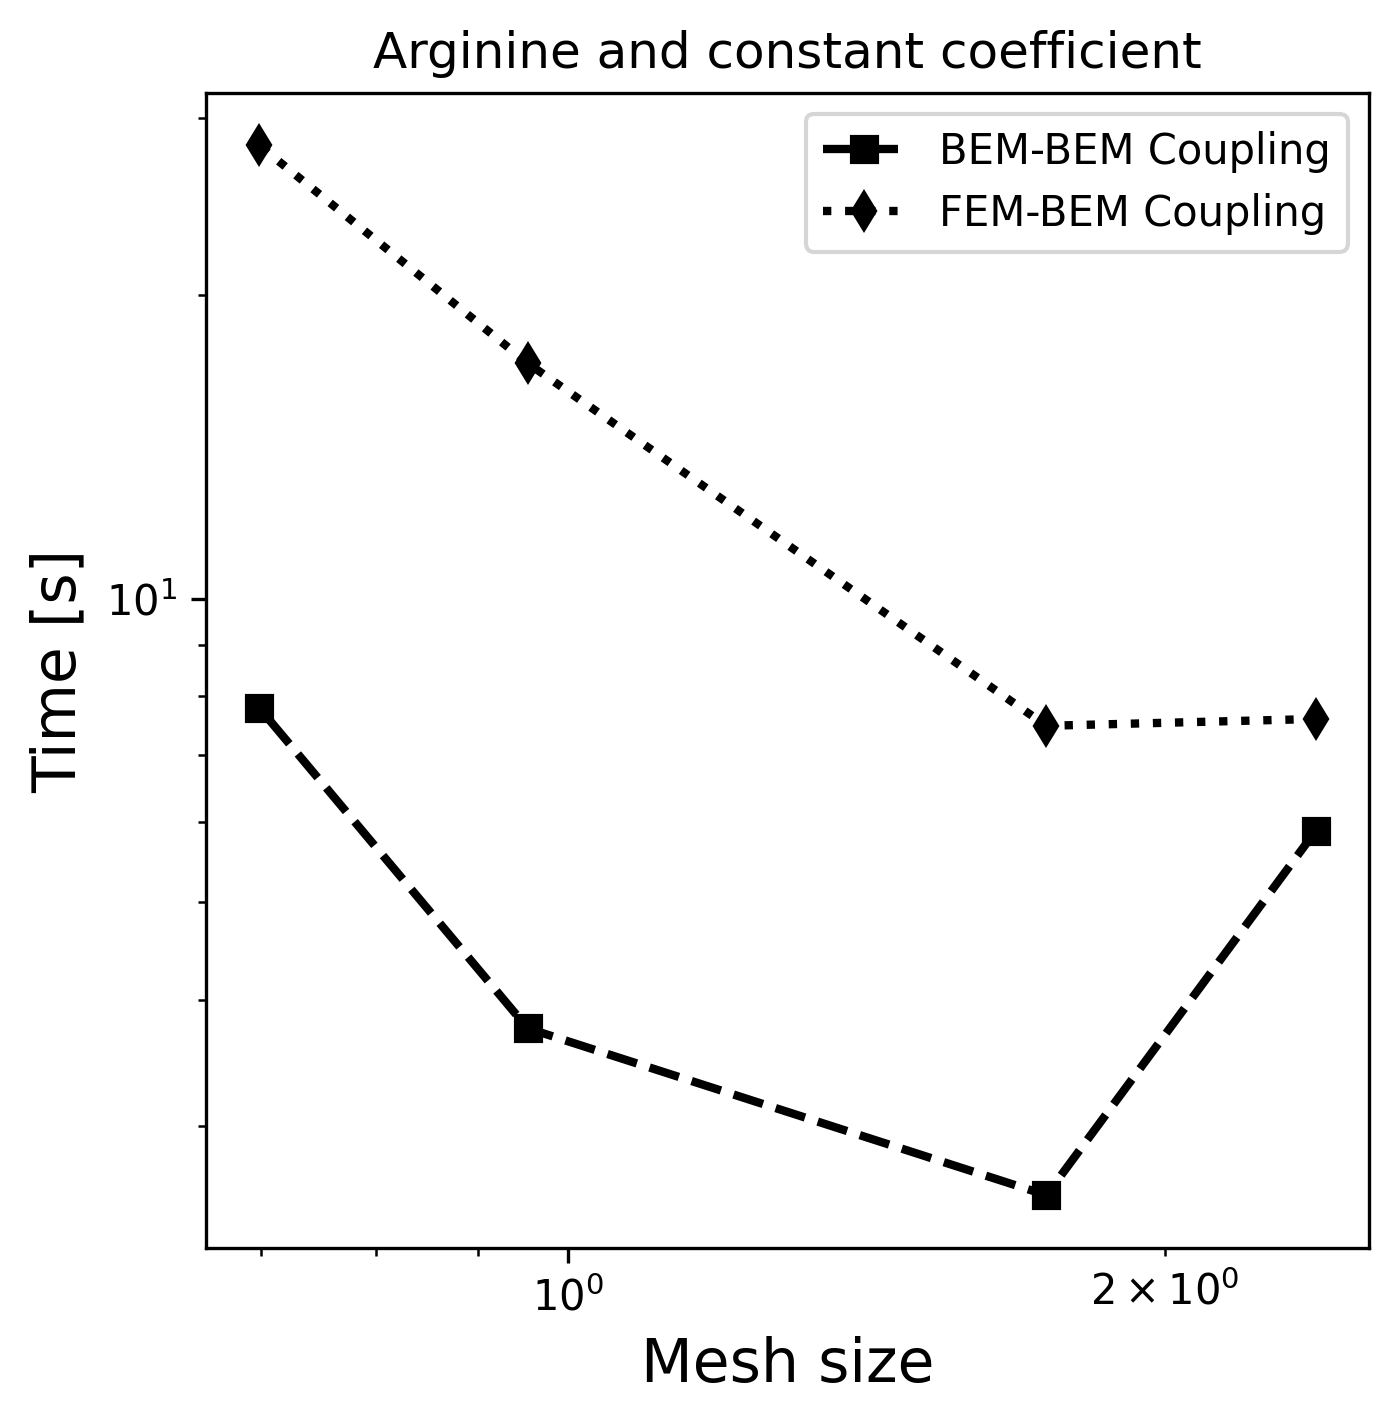 Arginine and constant coefficient
BEM-BEM Coupling
FEM-BEM Coupling
Time [s]
10¹
10⁰
2 × 10⁰
Mesh size